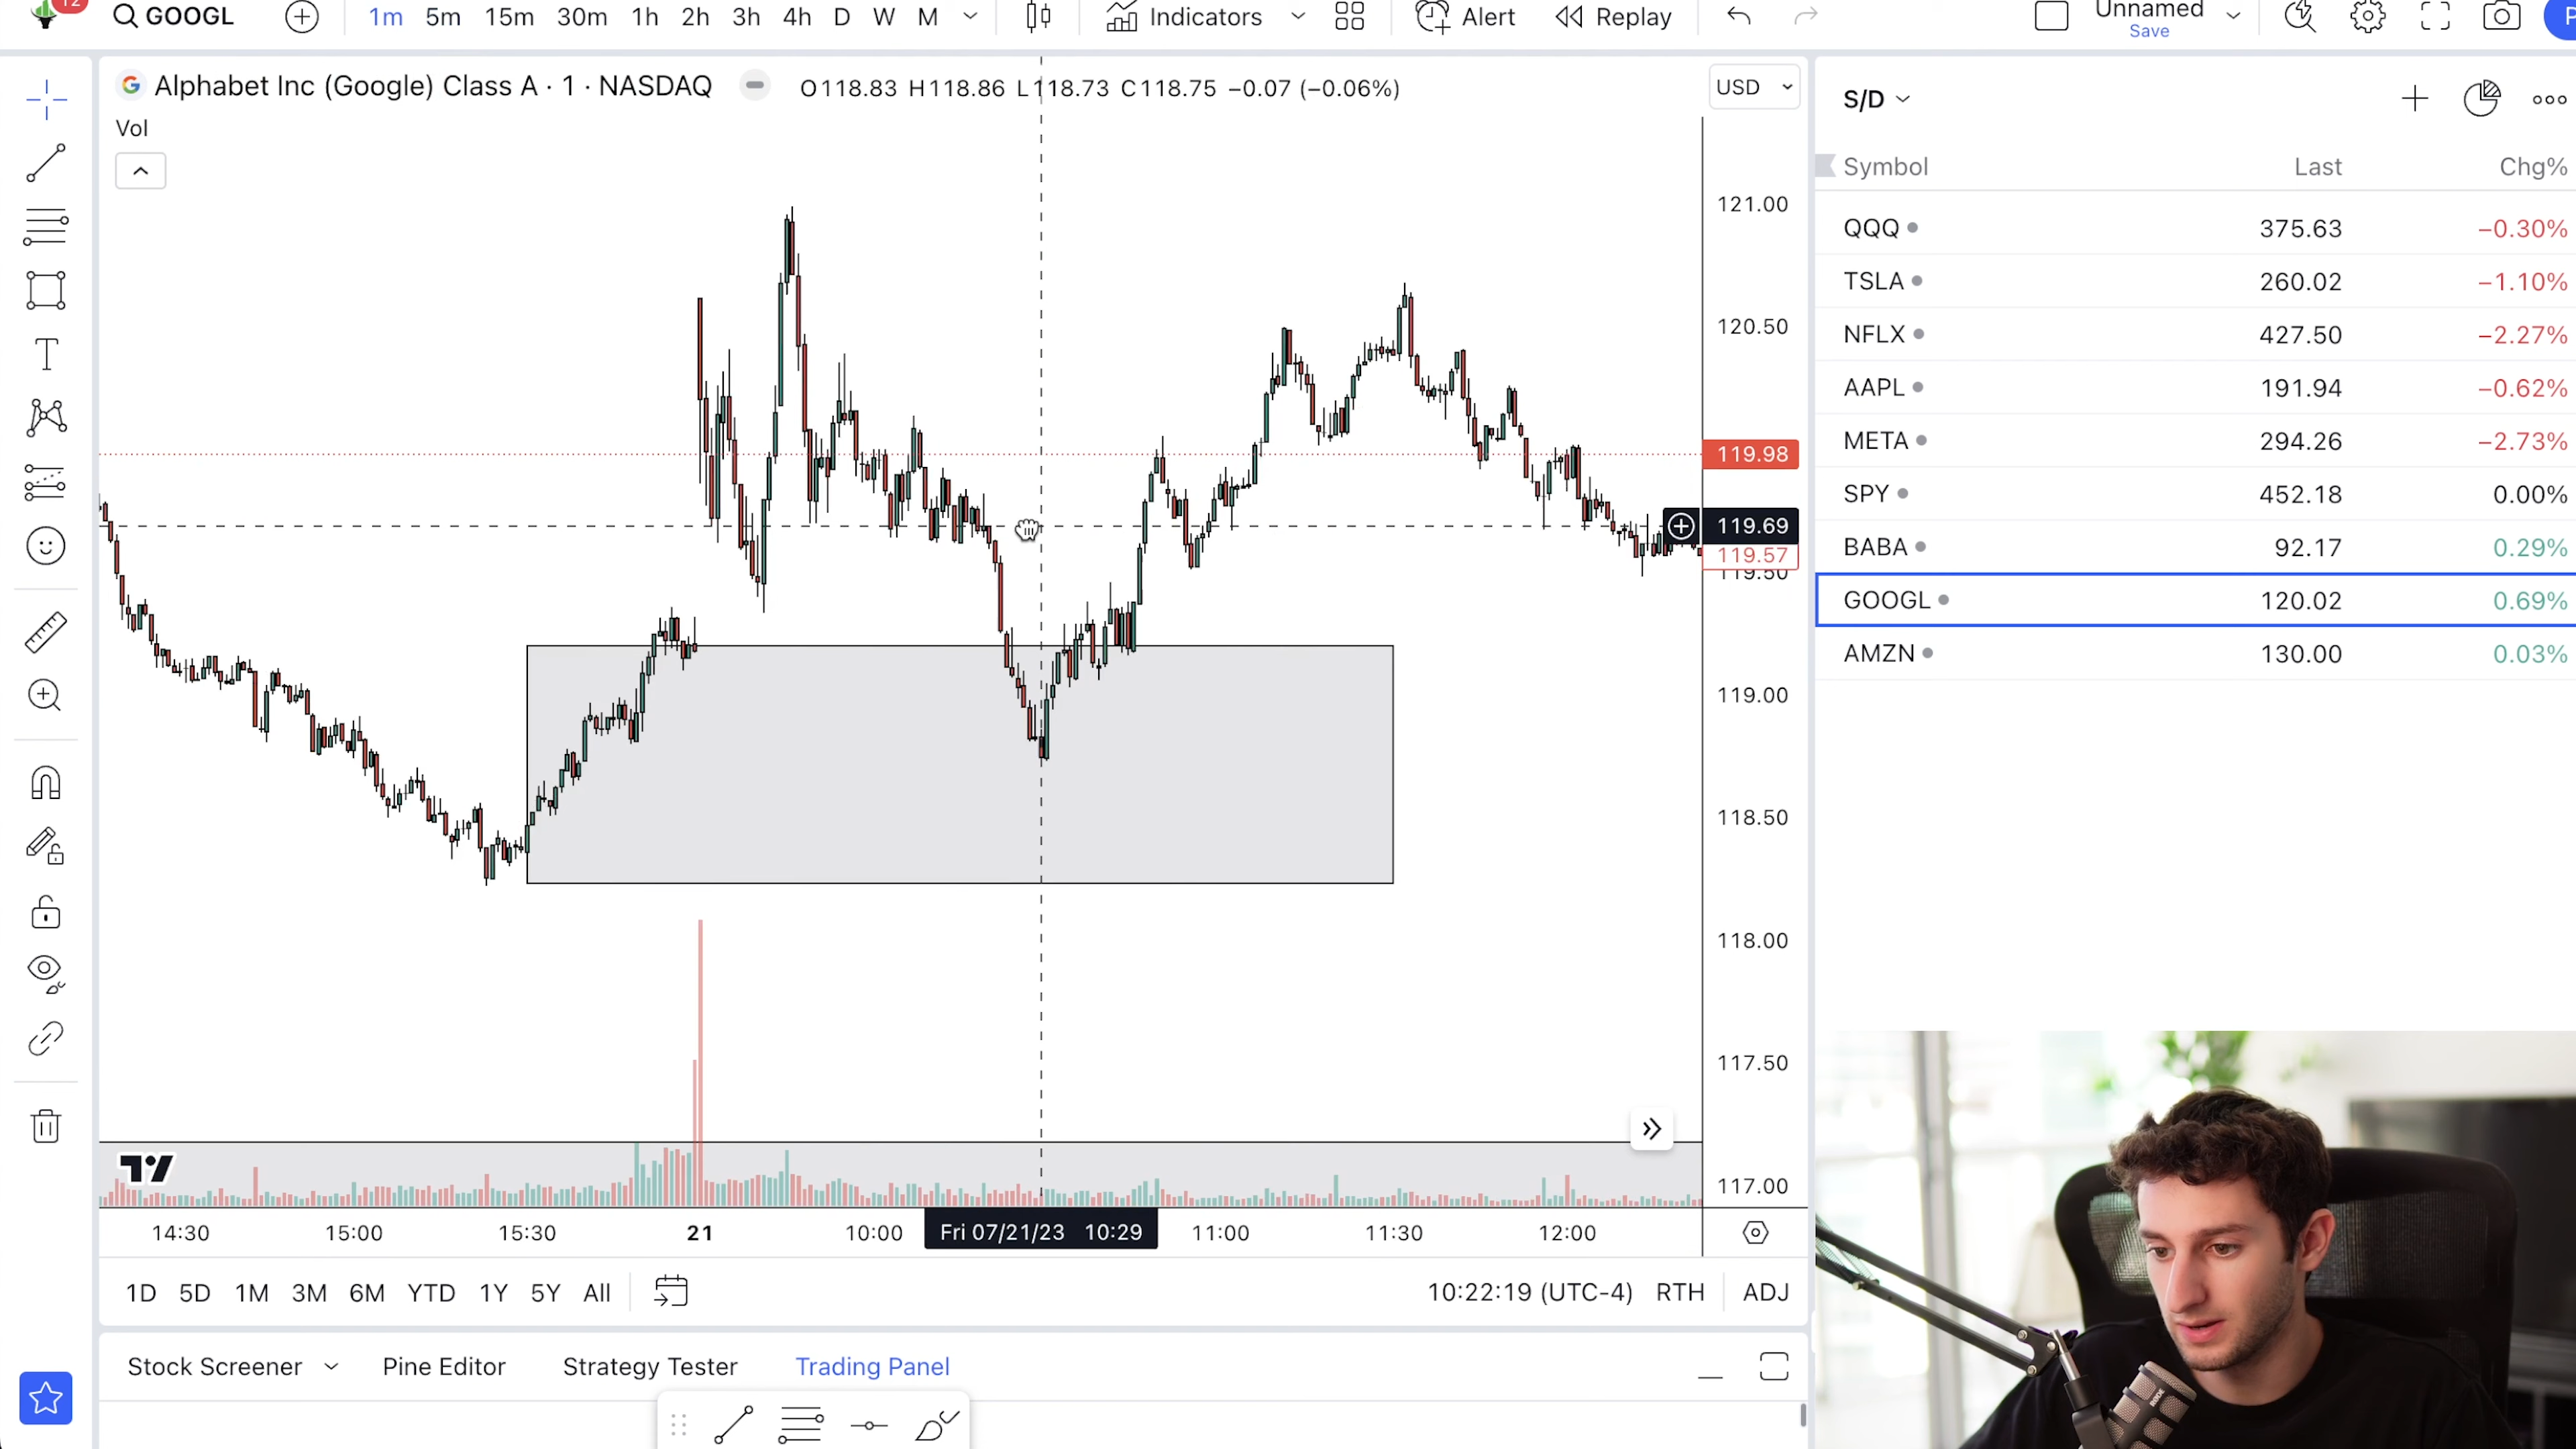 12
GOOGL 1m 5m 15m 30m 1h 2h 3h 4h D W M Indicators Alert Replay Unnamed
Save
Alphabet Inc (Google) Class A · 1 · NASDAQ O118.83 H118.86 L118.73 C118.75 −0.07 (−0.06%) USD
Vol
121.00
120.50
119.98
119.69
119.57
119.50
119.00
118.50
118.00
117.50
117.00
14:30 15:00 15:30 21 10:00 Fri 07/21/23 10:29 11:00 11:30 12:00
1D 5D 1M 3M 6M YTD 1Y 5Y All 10:22:19 (UTC-4) RTH ADJ
Stock Screener Pine Editor Strategy Tester Trading Panel
S/D
Symbol Last Chg%
QQQ 375.63 −0.30%
TSLA 260.02 −1.10%
NFLX 427.50 −2.27%
AAPL 191.94 −0.62%
META 294.26 −2.73%
SPY 452.18 0.00%
BABA 92.17 0.29%
GOOGL 120.02 0.69%
AMZN 130.00 0.03%